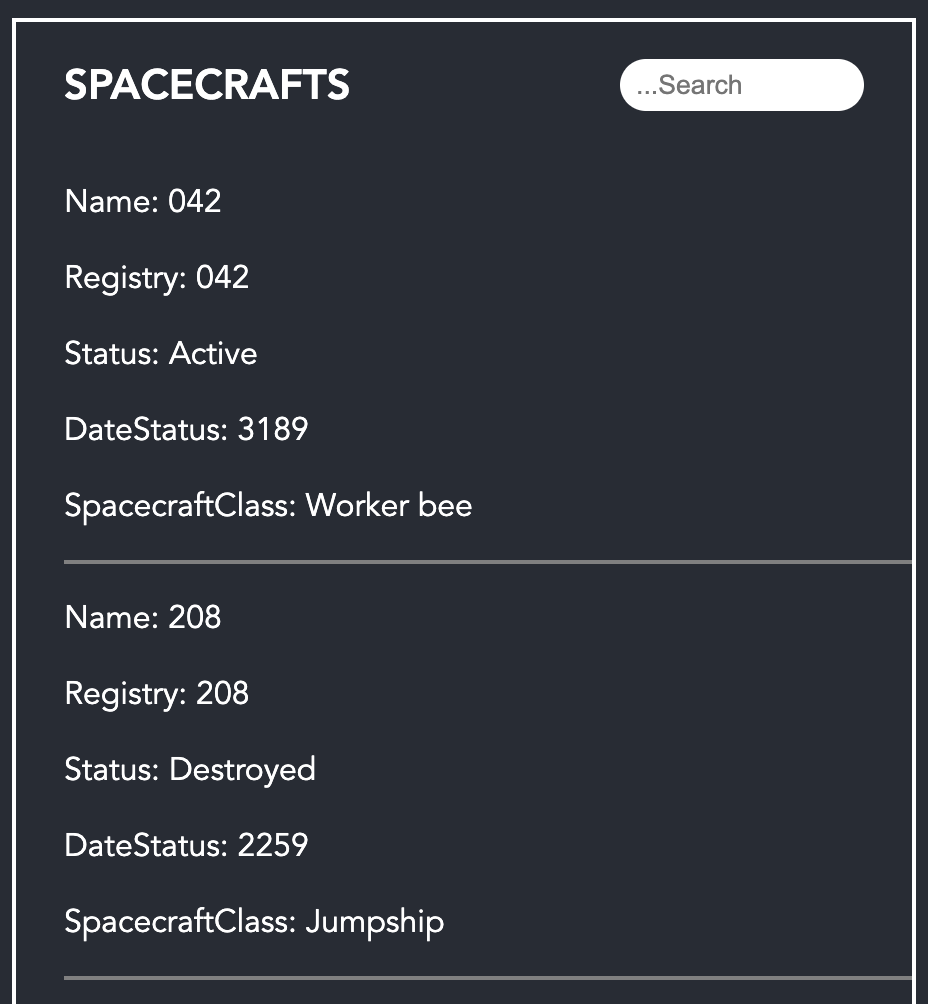 SPACECRAFTS
...Search
Name: 042
Registry: 042
Status: Active
DateStatus: 3189
SpacecraftClass: Worker bee
Name: 208
Registry: 208
Status: Destroyed
DateStatus: 2259
SpacecraftClass: Jumpship